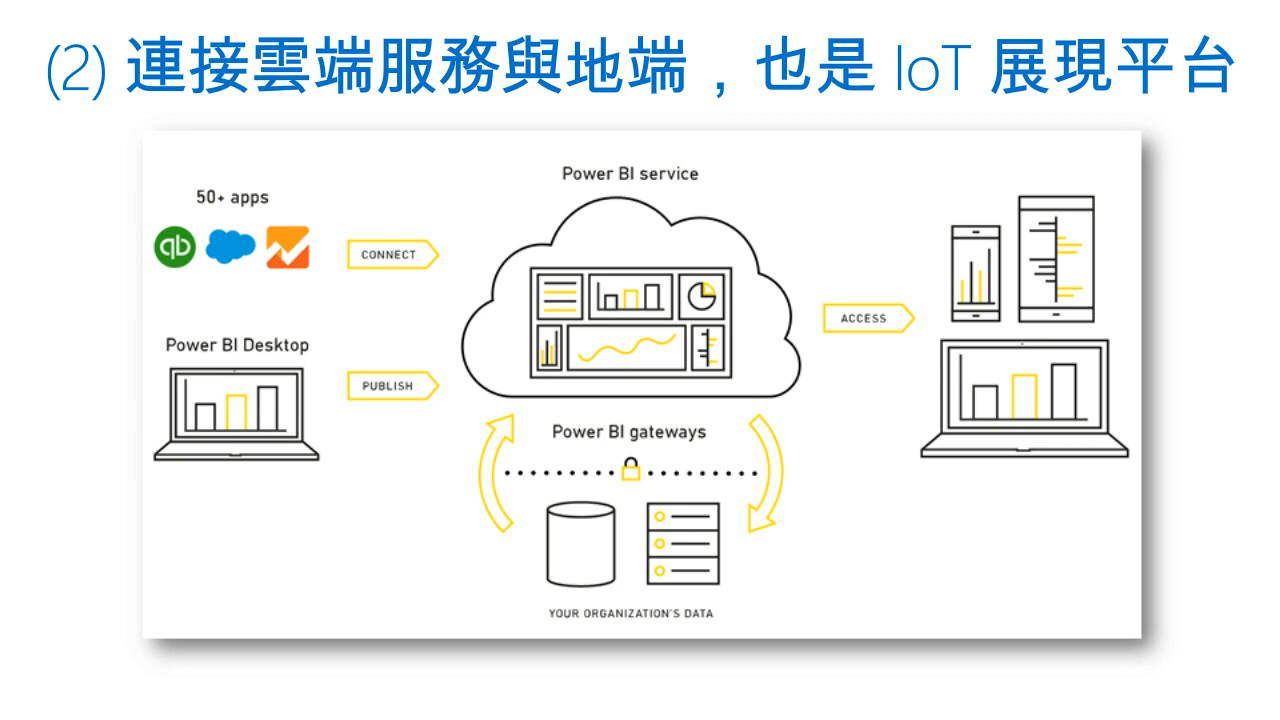 (2) 連接雲端服務與地端，也是 IoT 展現平台
Power BI service
50+ apps
qb
CONNECT
ACCESS
Power BI Desktop
PUBLISH
Power BI gateways
YOUR ORGANIZATION'S DATA